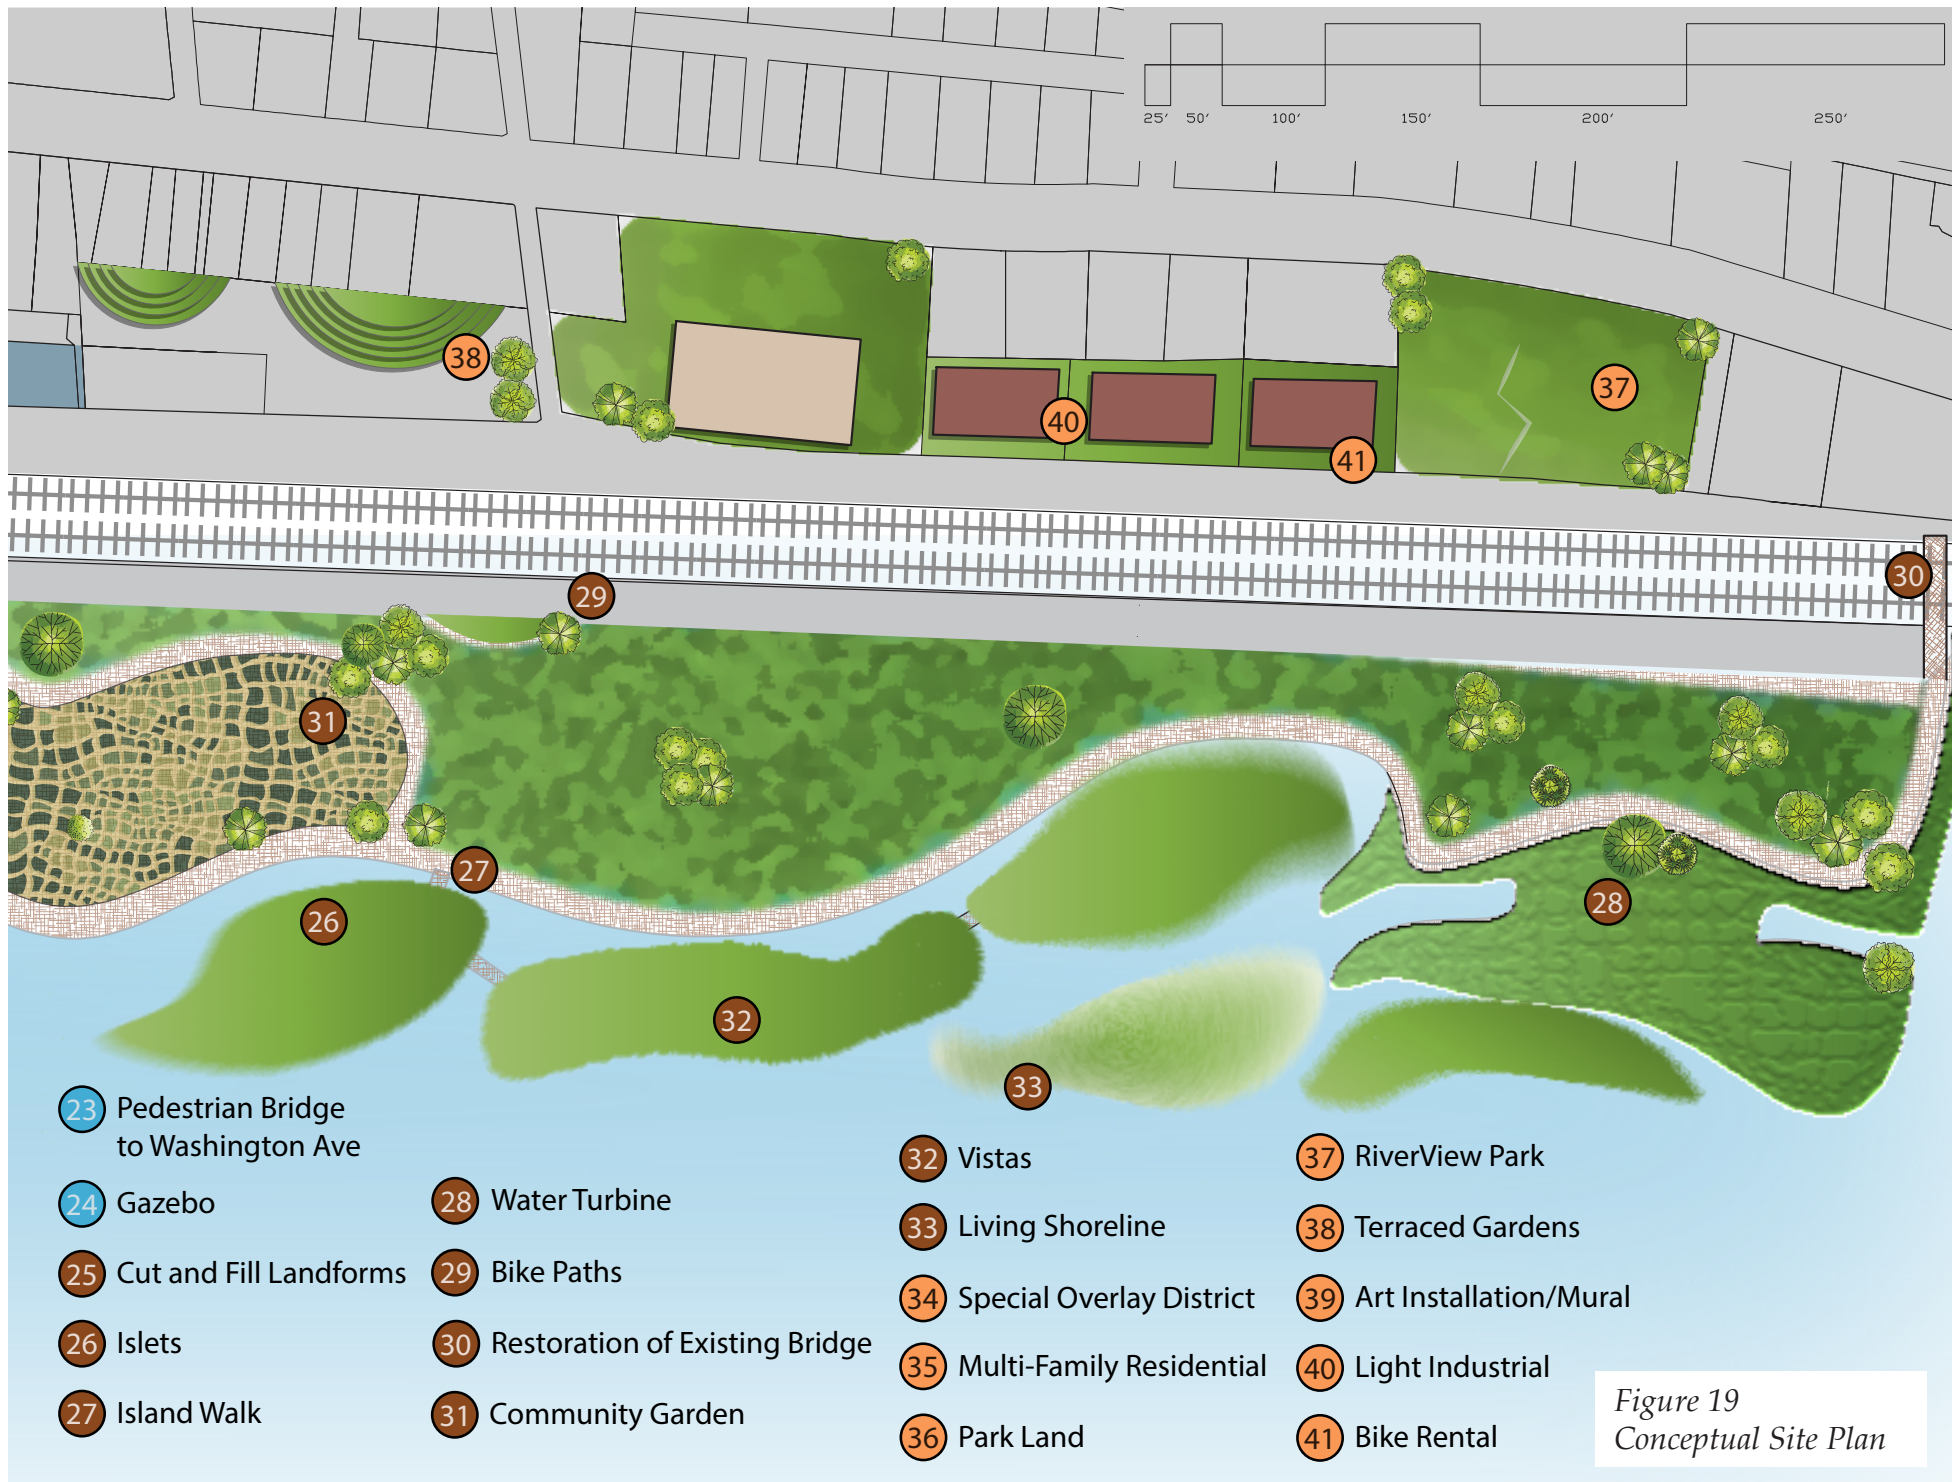 25' 50' 100' 150' 200' 250'
38
37
40
41
29
30
31
27
26
28
32
33
23 Pedestrian Bridge
to Washington Ave
24 Gazebo
25 Cut and Fill Landforms
26 Islets
27 Island Walk
28 Water Turbine
29 Bike Paths
30 Restoration of Existing Bridge
31 Community Garden
32 Vistas
33 Living Shoreline
34 Special Overlay District
35 Multi-Family Residential
36 Park Land
37 RiverView Park
38 Terraced Gardens
39 Art Installation/Mural
40 Light Industrial
41 Bike Rental
Figure 19
Conceptual Site Plan